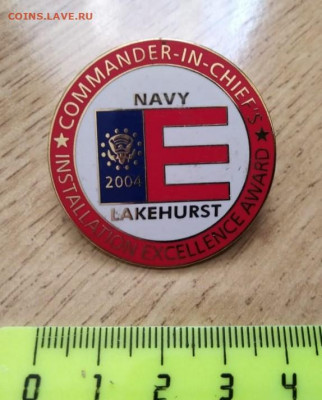 COINS.LAVE.RU
★ COMMANDER-IN-CHIEF'S ★
NAVY
E
2004
LAKEHURST
INSTALLATION EXCELLENCE AWARD
0 1 2 3 4